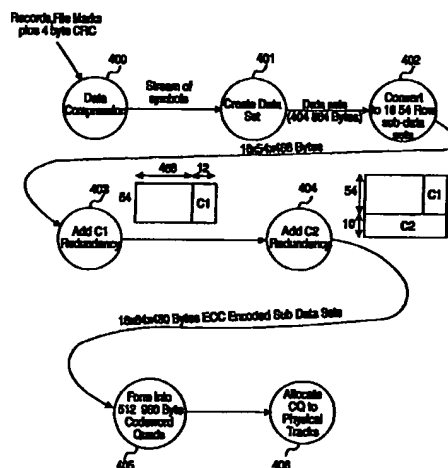 Records,File Marks
plus 4 byte CRC
400
401
402
Data
Compression
Stream of
symbols
Create Data
Set
Data sets
(404 864 Bytes)
Convert
to 16 54 Row
sub-data
sets
16x54x468 Bytes
403
468
12
54
C1
404
54
C1
10
C2
Add C1
Redundancy
Add C2
Redundancy
16x64x480 Bytes ECC Encoded Sub Data Sets
Form into
512 960 Byte
Codeword
Quads
405
Allocate
CQ to
Physical
Tracks
406